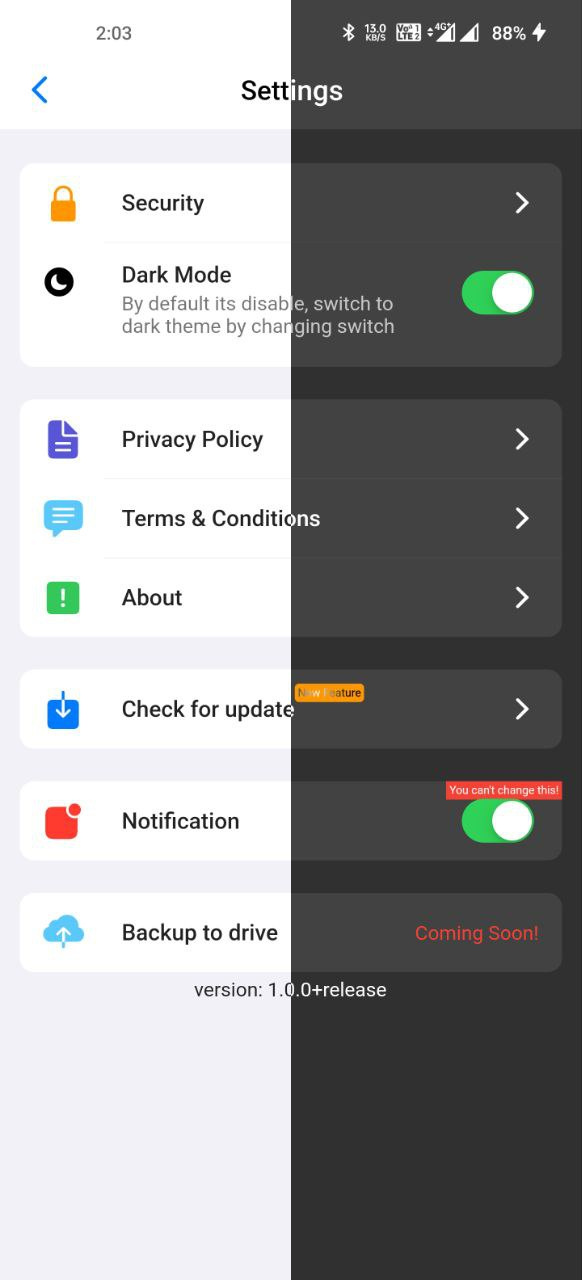 2:03 13.0 KB/S Vo 1 LTE 2 4G+ 88%
Settings
Security
Dark Mode
By default its disable, switch to
dark theme by changing switch
Privacy Policy
Terms & Conditions
About
New Feature
Check for update
You can't change this!
Notification
Backup to drive Coming Soon!
version: 1.0.0+release